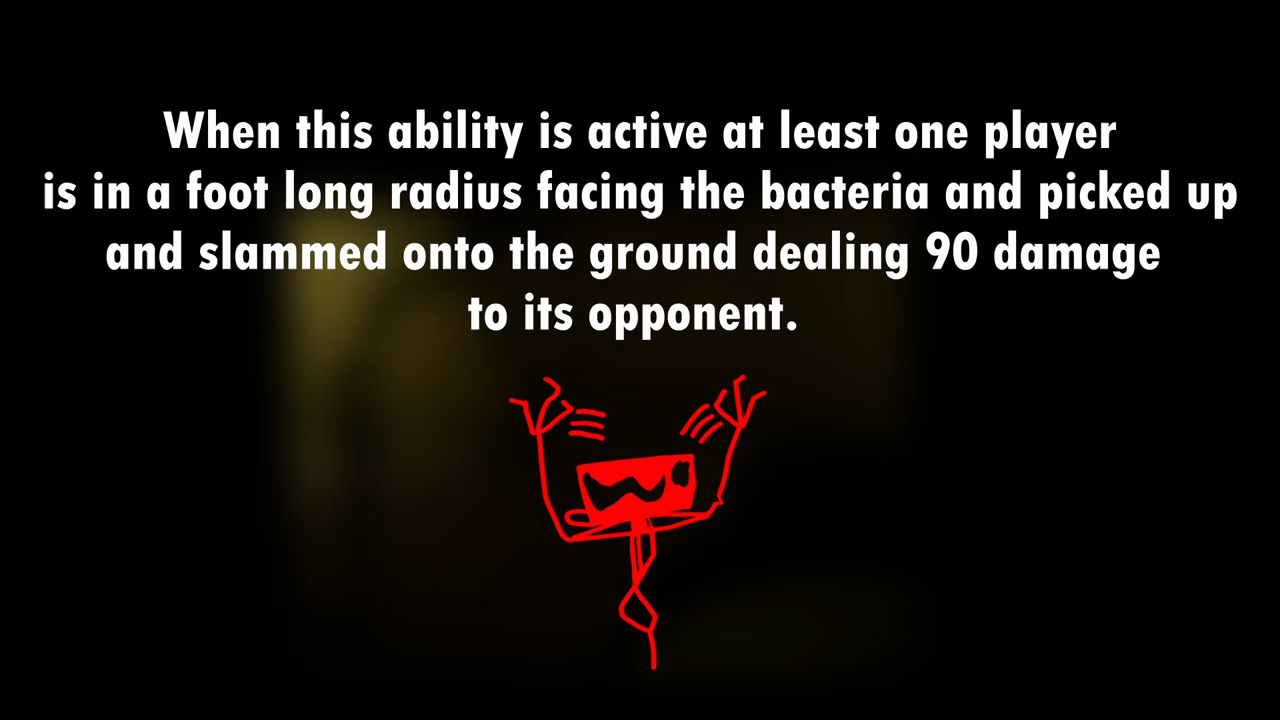 When this ability is active at least one player
is in a foot long radius facing the bacteria and picked up
and slammed onto the ground dealing 90 damage
to its opponent.